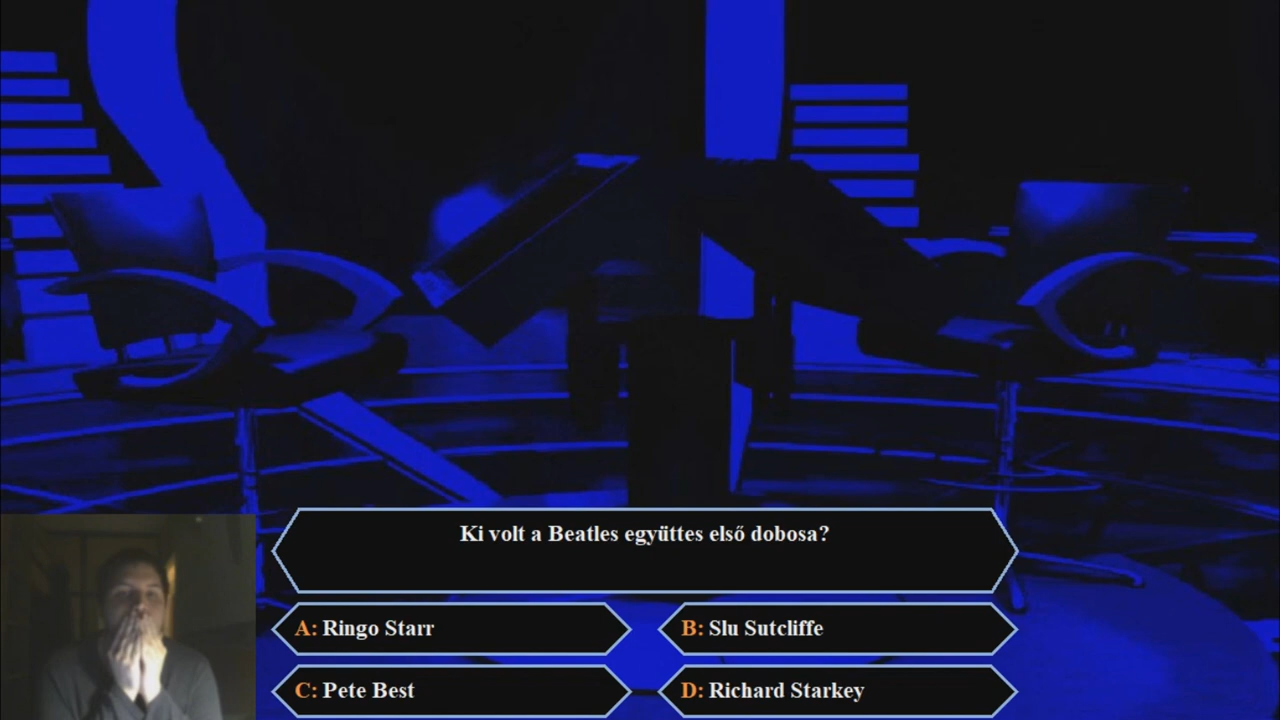 Ki volt a Beatles együttes első dobosa?
A: Ringo Starr
B: Slu Sutcliffe
C: Pete Best
D: Richard Starkey